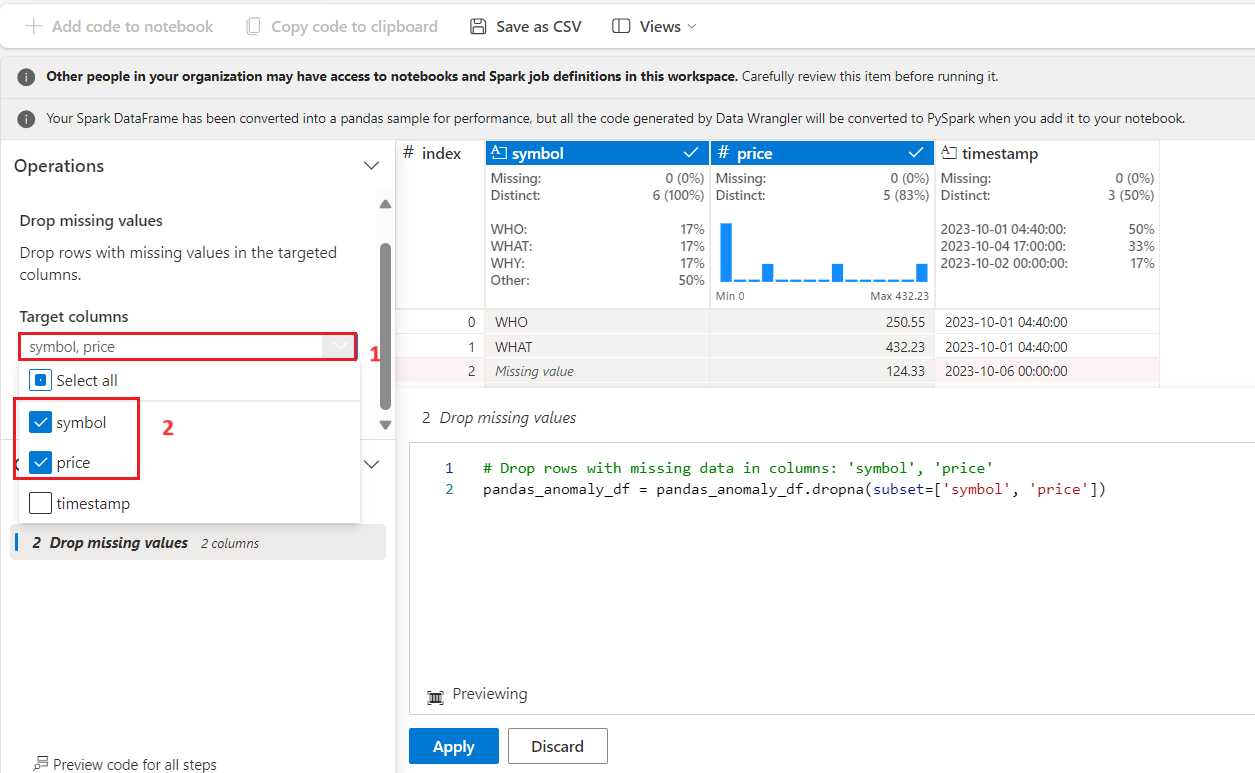 Add code to notebook Copy code to clipboard Save as CSV Views
Other people in your organization may have access to notebooks and Spark job definitions in this workspace. Carefully review this item before running it.
Your Spark DataFrame has been converted into a pandas sample for performance, but all the code generated by Data Wrangler will be converted to PySpark when you add it to your notebook.
Operations
Drop missing values
Drop rows with missing values in the targeted
columns.
Target columns
symbol, price
1
Select all
symbol
2
price
timestamp
2 Drop missing values 2 columns
Preview code for all steps
# index symbol # price timestamp
Missing: 0 (0%) Missing: 0 (0%) Missing: 0 (0%)
Distinct: 6 (100%) Distinct: 5 (83%) Distinct: 3 (50%)
WHO: 17% 2023-10-01 04:40:00: 50%
WHAT: 17% 2023-10-04 17:00:00: 33%
WHY: 17% 2023-10-02 00:00:00: 17%
Other: 50%
Min 0 Max 432.23
0 WHO 250.55 2023-10-01 04:40:00
1 WHAT 432.23 2023-10-01 04:40:00
2 Missing value 124.33 2023-10-06 00:00:00
2 Drop missing values
1 # Drop rows with missing data in columns: 'symbol', 'price'
2 pandas_anomaly_df = pandas_anomaly_df.dropna(subset=['symbol', 'price'])
Previewing
Apply Discard